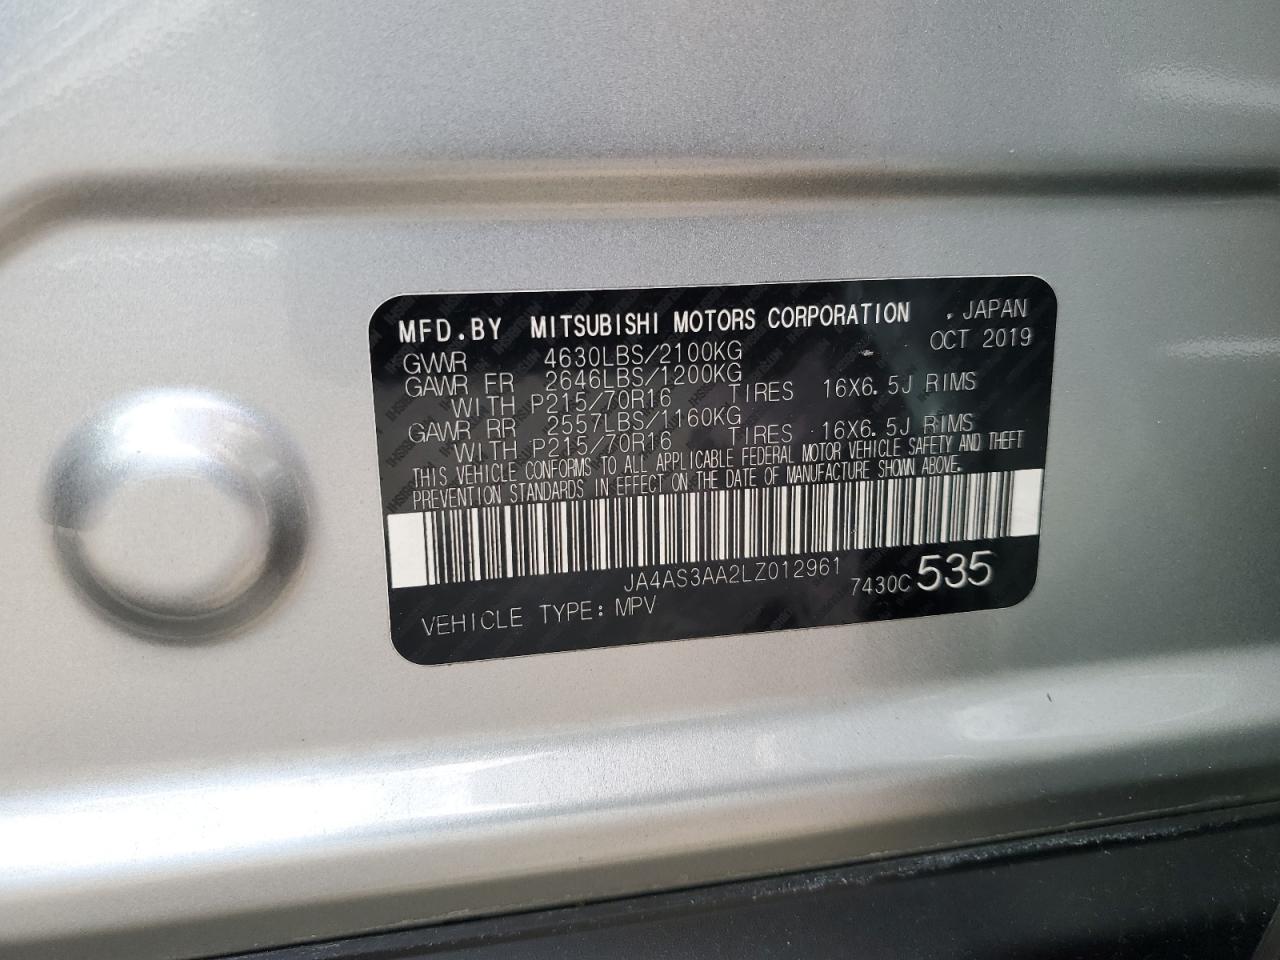 MFD.BY MITSUBISHI MOTORS CORPORATION , JAPAN
GVWR 4630LBS/2100KG OCT 2019
GAWR FR 2646LBS/1200KG
WITH P215/70R16 TIRES 16X6.5J RIMS
GAWR RR 2557LBS/1160KG
WITH P215/70R16 TIRES 16X6.5J RIMS
THIS VEHICLE CONFORMS TO ALL APPLICABLE FEDERAL MOTOR VEHICLE SAFETY AND THEFT
PREVENTION STANDARDS IN EFFECT ON THE DATE OF MANUFACTURE SHOWN ABOVE.
JA4AS3AA2LZ012961 7430C 535
VEHICLE TYPE: MPV